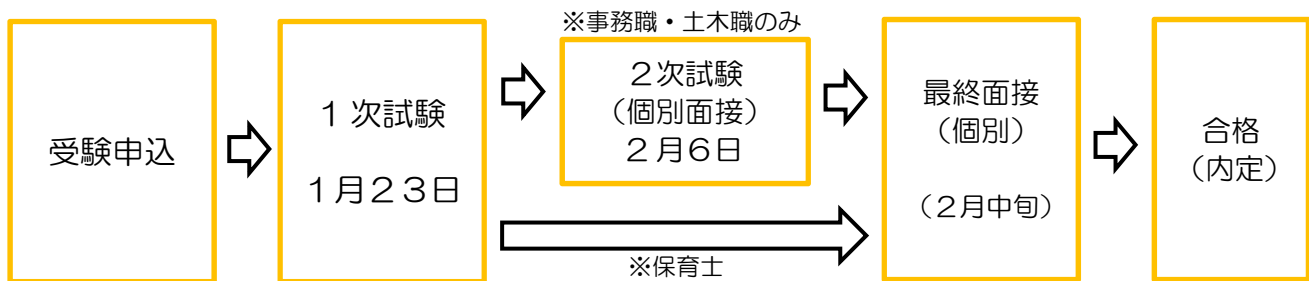 受験申込
１次試験
１月２３日
※事務職・土木職のみ
２次試験
（個別面接）
２月６日
※保育士
最終面接
（個別）
（２月中旬）
合格
（内定）